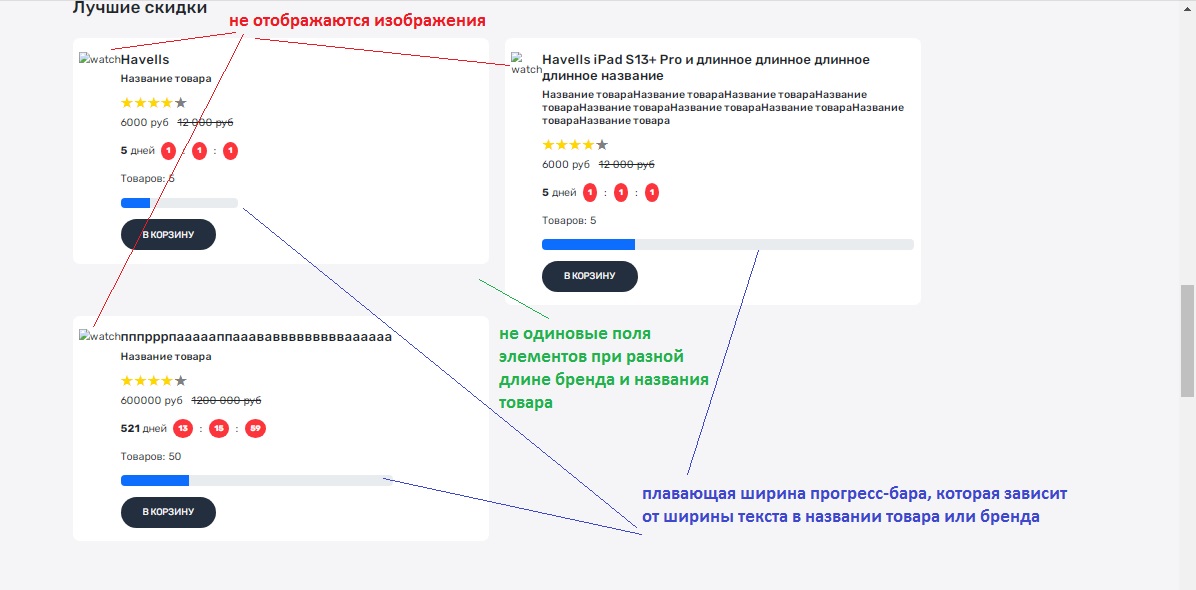 Лучшие скидки
не отображаются изображения
watch
Havells
Название товара
6000 руб 12 000 руб
5 дней 1 : 1 : 1
Товаров: 5
В КОРЗИНУ
watch
Havells iPad S13+ Pro и длинное длинное длинное
длинное название
Название товараНазвание товараНазвание товараНазвание
товараНазвание товараНазвание товараНазвание товараНазвание
товараНазвание товара
6000 руб 12 000 руб
5 дней 1 : 1 : 1
Товаров: 5
В КОРЗИНУ
не одиновые поля
элементов при разной
длине бренда и названия
товара
watch
Название товара
600000 руб 1200 000 руб
521 дней 13 : 15 : 59
Товаров: 50
В КОРЗИНУ
плавающая ширина прогресс-бара, которая зависит
от ширины текста в названии товара или бренда